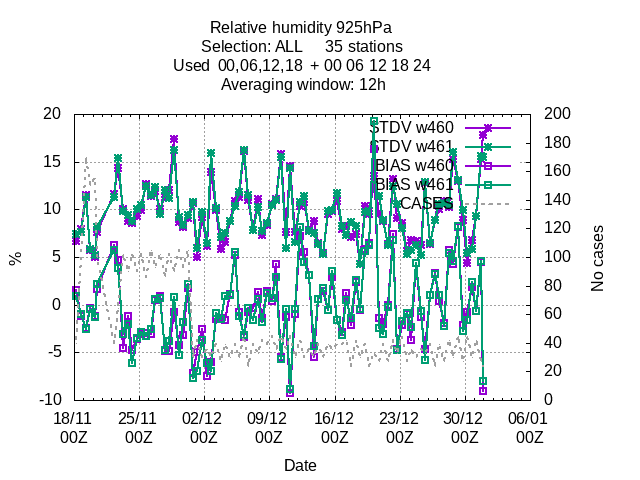 Relative humidity 925hPa
Selection: ALL 35 stations
Used 00,06,12,18 + 00 06 12 18 24
Averaging window: 12h
20 200
STDV w460
180
STDV w461
15 160
BIAS w460
140
BIAS w461
10 CASES 120
5 100
80
0
60
-5 40
20
-10 0
% No cases
18/11 25/11 02/12 09/12 16/12 23/12 30/12 06/01
00Z 00Z 00Z 00Z 00Z 00Z 00Z 00Z
Date